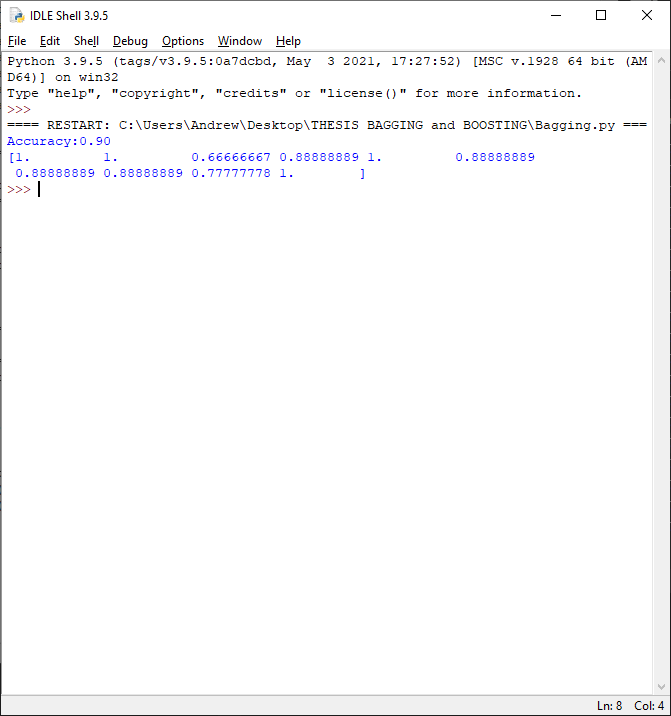 IDLE Shell 3.9.5
File Edit Shell Debug Options Window Help
Python 3.9.5 (tags/v3.9.5:0a7dcbd, May  3 2021, 17:27:52) [MSC v.1928 64 bit (AM
D64)] on win32
Type "help", "copyright", "credits" or "license()" for more information.
>>>
==== RESTART: C:\Users\Andrew\Desktop\THESIS BAGGING and BOOSTING\Bagging.py ===
Accuracy:0.90
[1.         1.         0.66666667 0.88888889 1.         0.88888889
 0.88888889 0.88888889 0.77777778 1.        ]
>>>
Ln: 8 Col: 4